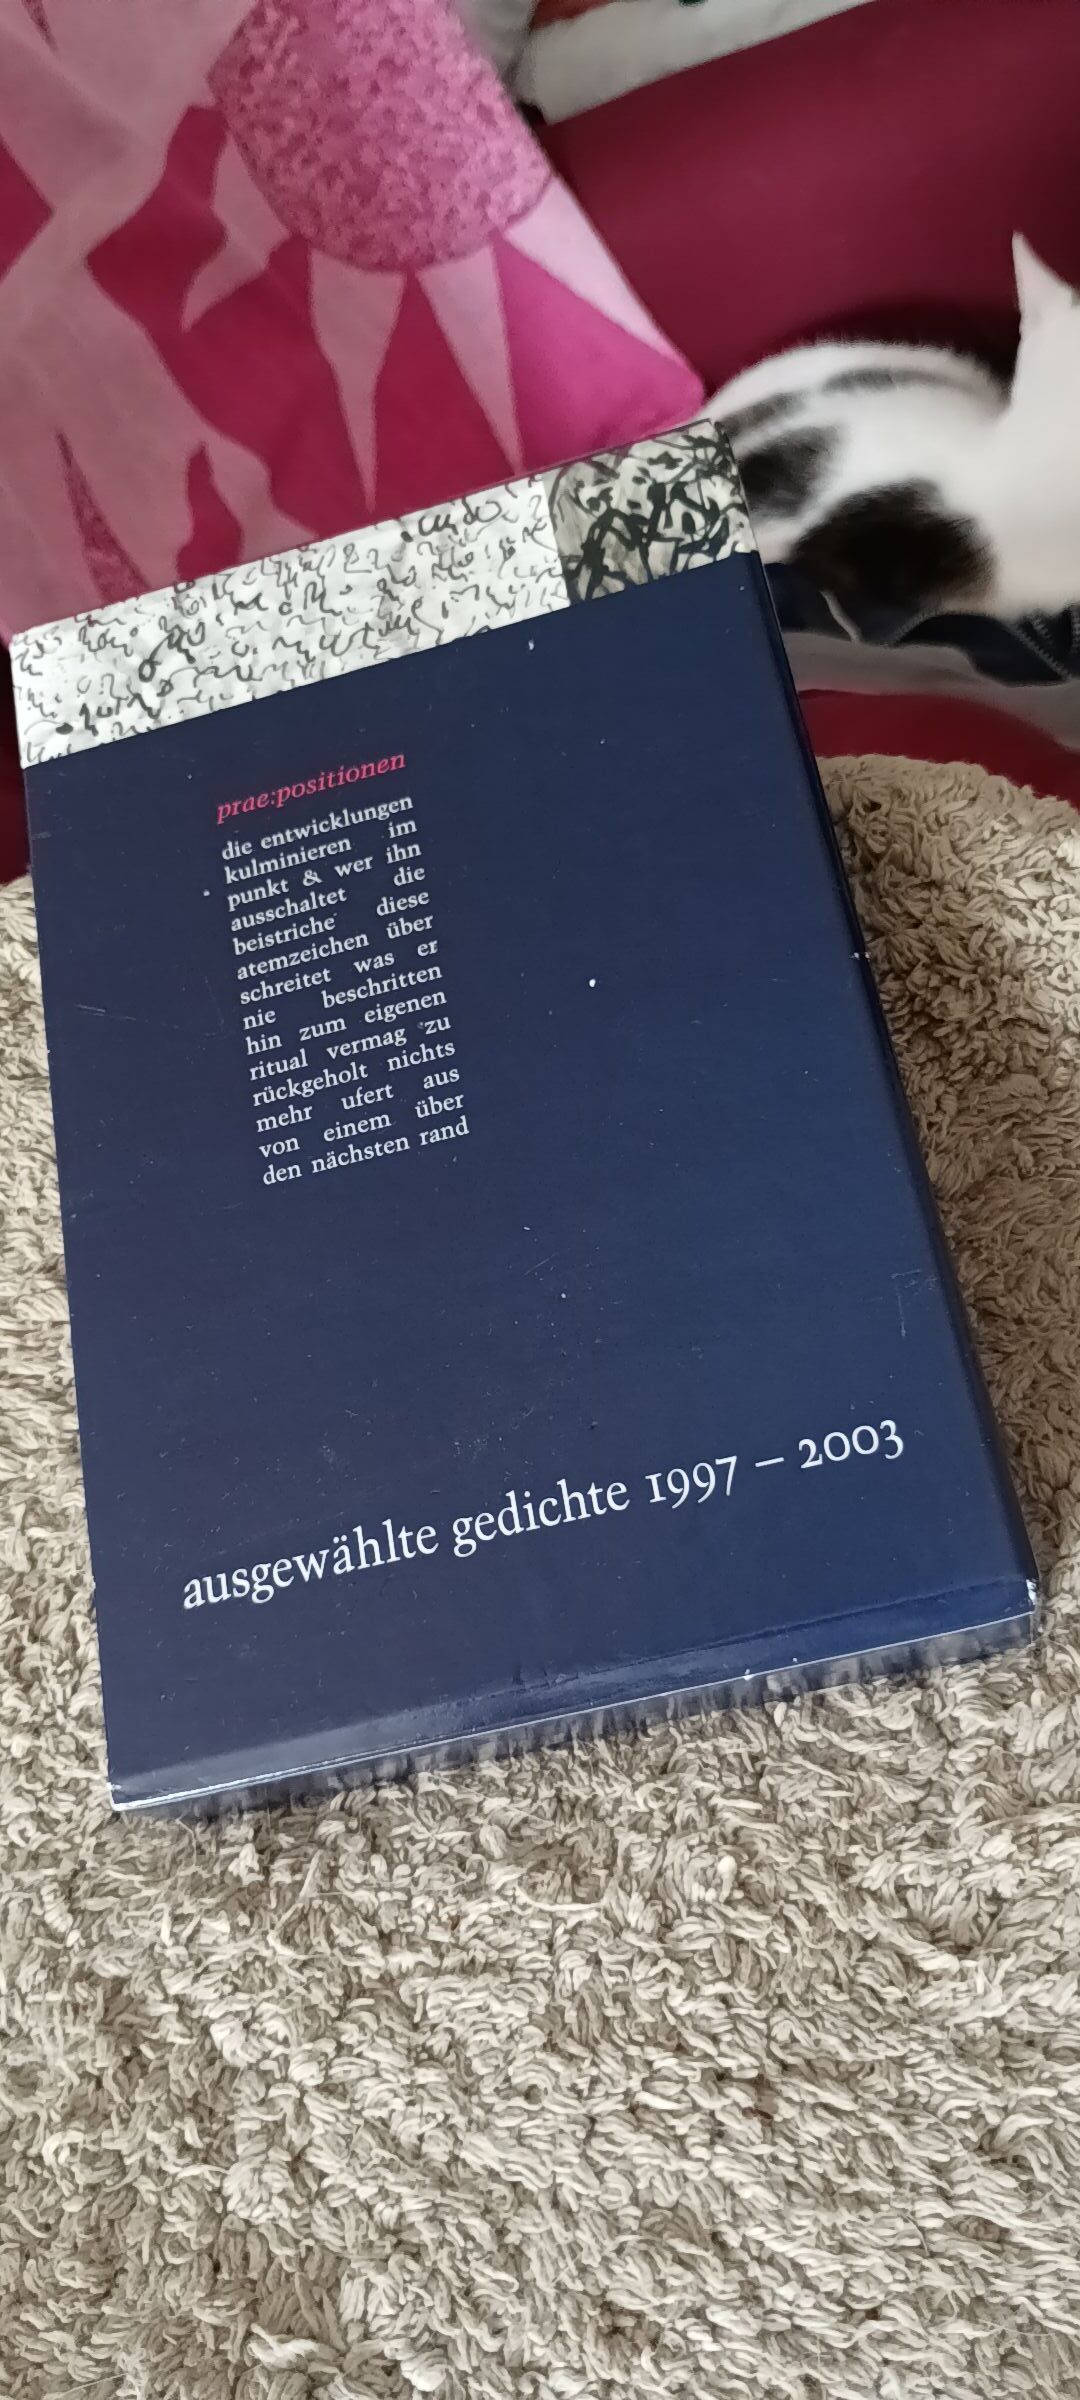 prae:positionen
die entwicklungen
kulminieren im
punkt & wer ihn
ausschaltet die
beistriche diese
atemzeichen über
schreitet was er
nie beschritten
hin zum eigenen
ritual vermag zu
rückgeholt nichts
mehr ufert aus
von einem über
den nächsten rand
ausgewählte gedichte 1997 – 2003